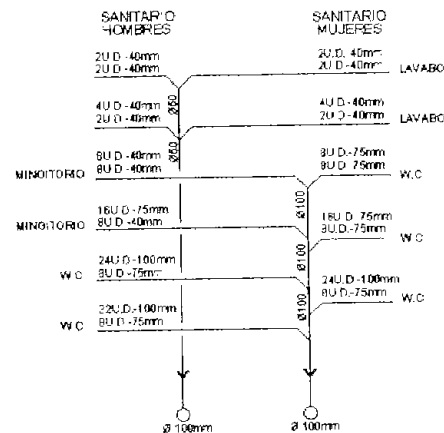 SANITARIO
HOMBRES
SANITARIO
MUJERES
2U.D.-40mm
2U.D.-40mm
2U.D.-40mm
2U.D.-40mm
LAVABO
Ø50
4U.D.-40mm
2U.D.-40mm
4U.D.-40mm
2U.D.-40mm
LAVABO
Ø50
MINGITORIO
8U.D.-40mm
8U.D.-75mm
8U.D.-75mm
W.C
Ø100
MINGITORIO
16U.D.-75mm
8U.D.-40mm
16U.D.-75mm
8U.D.-75mm
W.C
Ø100
W.C
24U.D.-100mm
8U.D.-75mm
24U.D.-100mm
8U.D.-75mm
W.C
Ø100
W.C
32U.D.-100mm
8U.D.-75mm
Ø 100mm
Ø 100mm